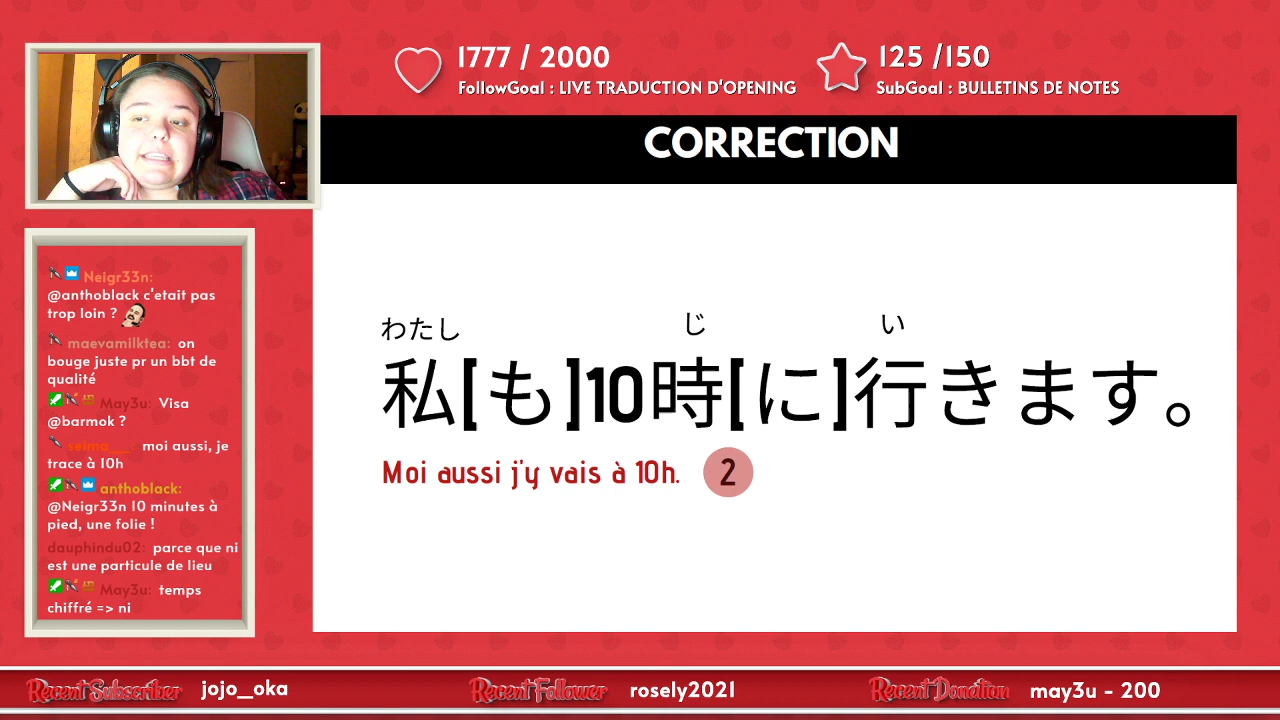 1777 / 2000
FollowGoal : LIVE TRADUCTION D'OPENING
125 /150
SubGoal : BULLETINS DE NOTES
CORRECTION
わたし じ い
私[も]10時[に]行きます。
Moi aussi j'y vais à 10h. 2
Neigr33n:
@anthoblack c'etait pas
trop loin ?
maevamilktea: on
bouge juste pr un bbt de
qualité
May3u: Visa
@barmok ?
seima___: moi aussi, je
trace à 10h
anthoblack:
@Neigr33n 10 minutes à
pied, une folie !
dauphindu02: parce que ni
est une particule de lieu
May3u: temps
chiffré => ni
Recent Subscriber jojo_oka
Recent Follower rosely2021
Recent Donation may3u - 200